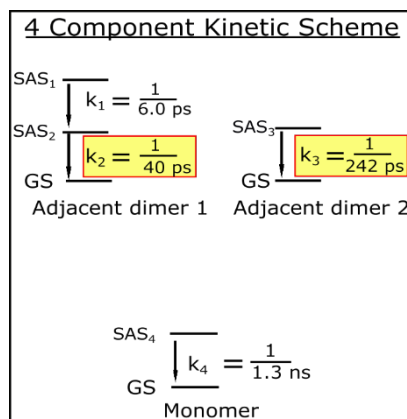 4 Component Kinetic Scheme
SAS₁
k₁ = 1/6.0 ps
SAS₂
k₂ = 1/40 ps
GS
Adjacent dimer 1
SAS₃
k₃ = 1/242 ps
GS
Adjacent dimer 2
SAS₄
k₄ = 1/1.3 ns
GS
Monomer